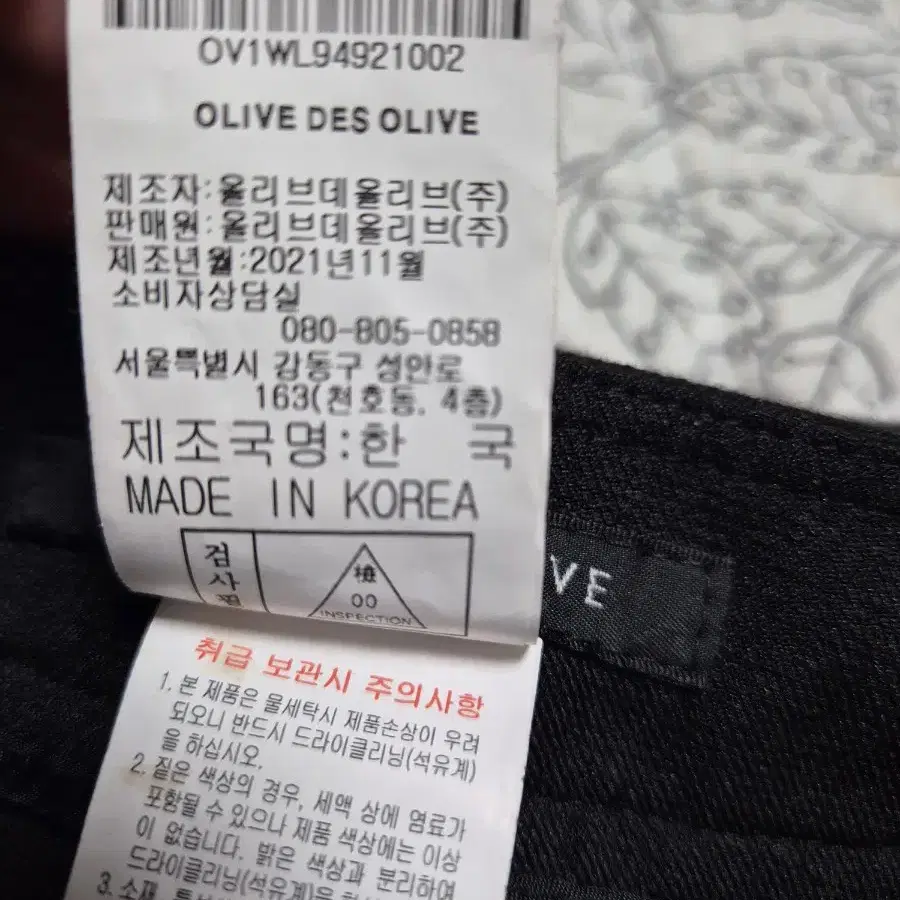 OV1WL94921002
OLIVE DES OLIVE
제조자:올리브데올리브(주)
판매원:올리브데올리브(주)
제조년월:2021년11월
소비자상담실
080-805-0858
서울특별시 강동구 성안로
163(천호동, 4층)
제조국명:한 국
MADE IN KOREA
검
사
필
檢
00
INSPECTION
VE
취급 보관시 주의사항
1. 본 제품은 물세탁시 제품손상이 우려
되오니 반드시 드라이클리닝(석유계)
을 하십시오.
2. 짙은 색상의 경우, 세액 상에 염료가
포함될 수 있으나 제품 색상에는 이상
이 없습니다. 밝은 색상과 분리하여
드라이클리닝(석유계)을
3. 소재,